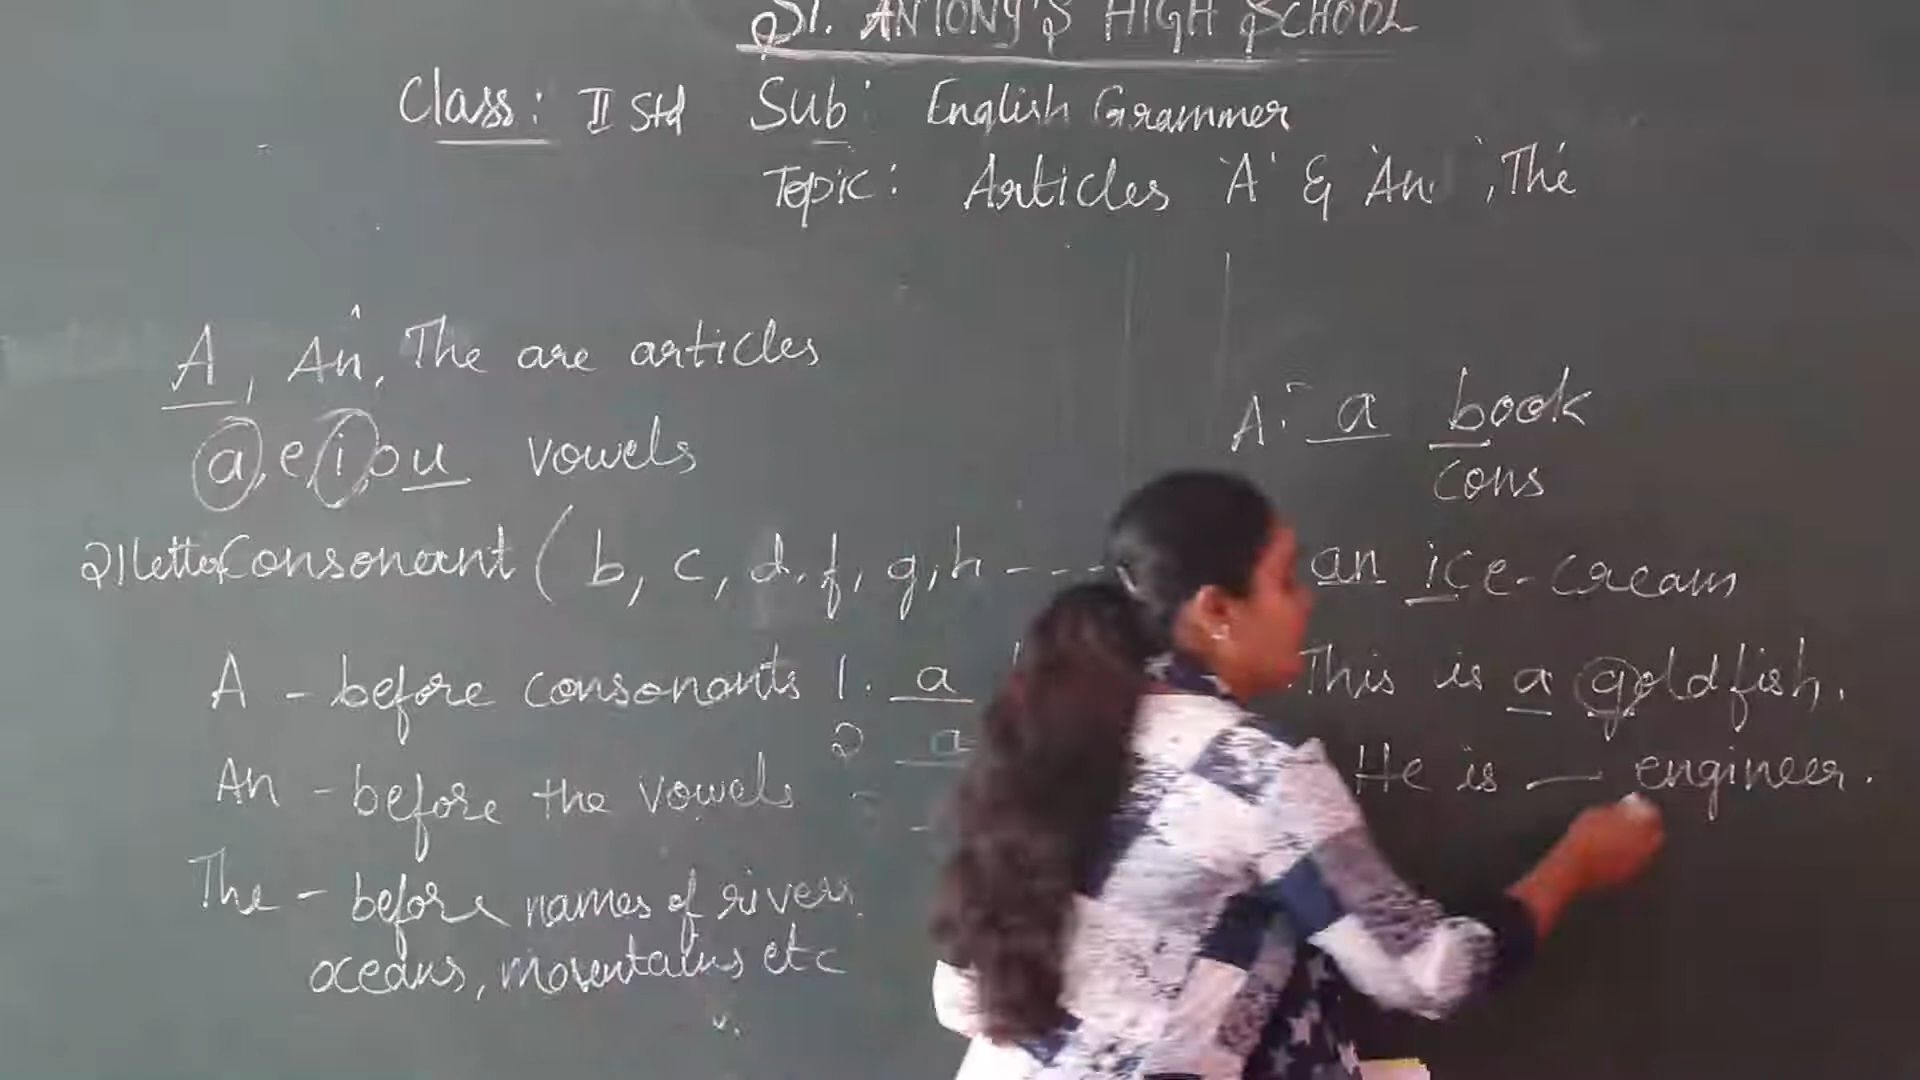 ST. ANTONY'S HIGH SCHOOL
Class: II Std Sub: English Grammer
Topic: Articles 'A' & 'An', 'The'
A, An, The are articles
a, e, i, o u vowels
21 letter Consonant ( b, c, d, f, g, h ----
A - before consonants 1. a
2 a
An - before the vowels
The - before names of rivers
oceans, mountains etc
A: a book
cons
an ice-cream
This is a goldfish.
He is — engineer.